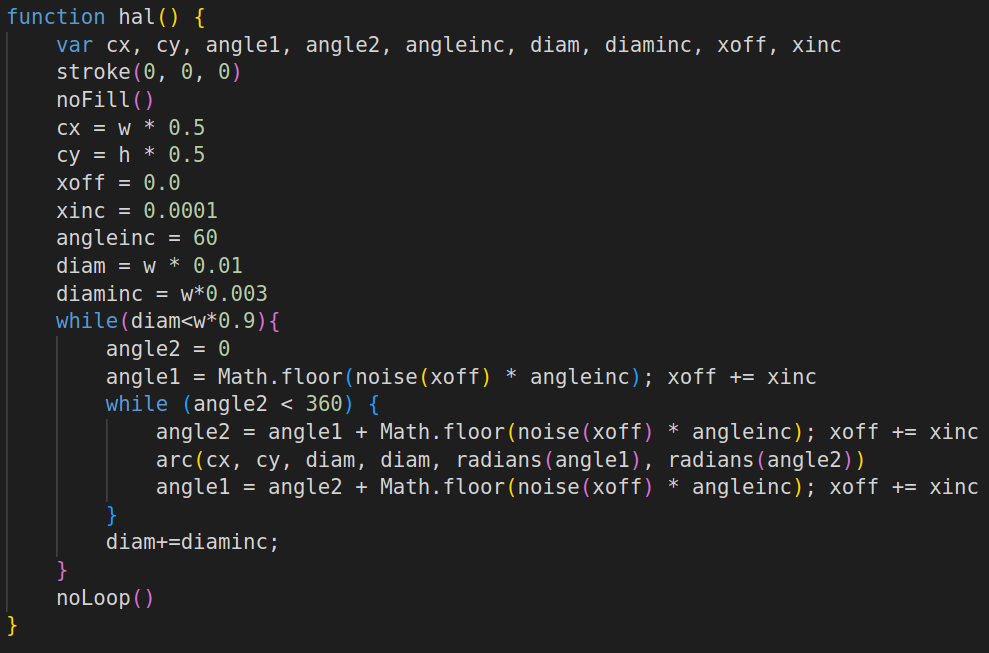 function hal() {
    var cx, cy, angle1, angle2, angleinc, diam, diaminc, xoff, xinc
    stroke(0, 0, 0)
    noFill()
    cx = w * 0.5
    cy = h * 0.5
    xoff = 0.0
    xinc = 0.0001
    angleinc = 60
    diam = w * 0.01
    diaminc = w*0.003
    while(diam<w*0.9){
        angle2 = 0
        angle1 = Math.floor(noise(xoff) * angleinc); xoff += xinc
        while (angle2 < 360) {
            angle2 = angle1 + Math.floor(noise(xoff) * angleinc); xoff += xinc
            arc(cx, cy, diam, diam, radians(angle1), radians(angle2))
            angle1 = angle2 + Math.floor(noise(xoff) * angleinc); xoff += xinc
        }
        diam+=diaminc;
    }
    noLoop()
}